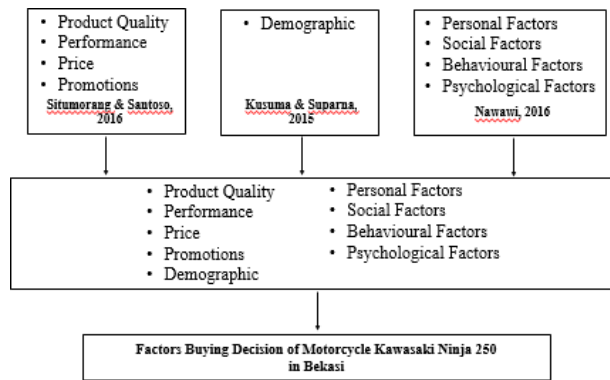 • Product Quality
• Performance
• Price
• Promotions
Situmorang & Santoso,
2016
• Demographic
Kusuma & Suparna,
2015
• Personal Factors
• Social Factors
• Behavioural Factors
• Psychological Factors
Nawawi, 2016
• Product Quality
• Performance
• Price
• Promotions
• Demographic
• Personal Factors
• Social Factors
• Behavioural Factors
• Psychological Factors
Factors Buying Decision of Motorcycle Kawasaki Ninja 250
in Bekasi